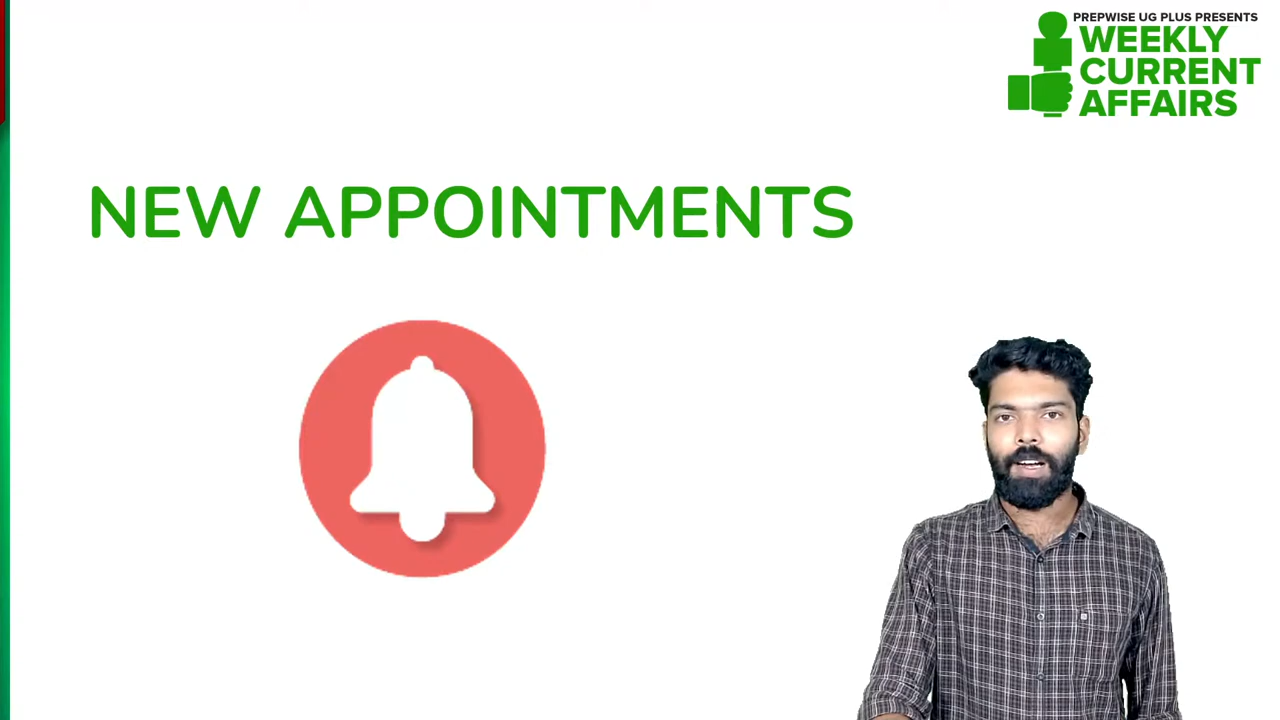 PREPWISE UG PLUS PRESENTS
WEEKLY
CURRENT
AFFAIRS
NEW APPOINTMENTS